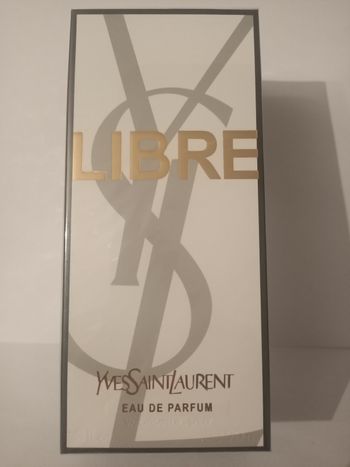 LIBRE
YVESSAINTLAURENT
EAU DE PARFUM